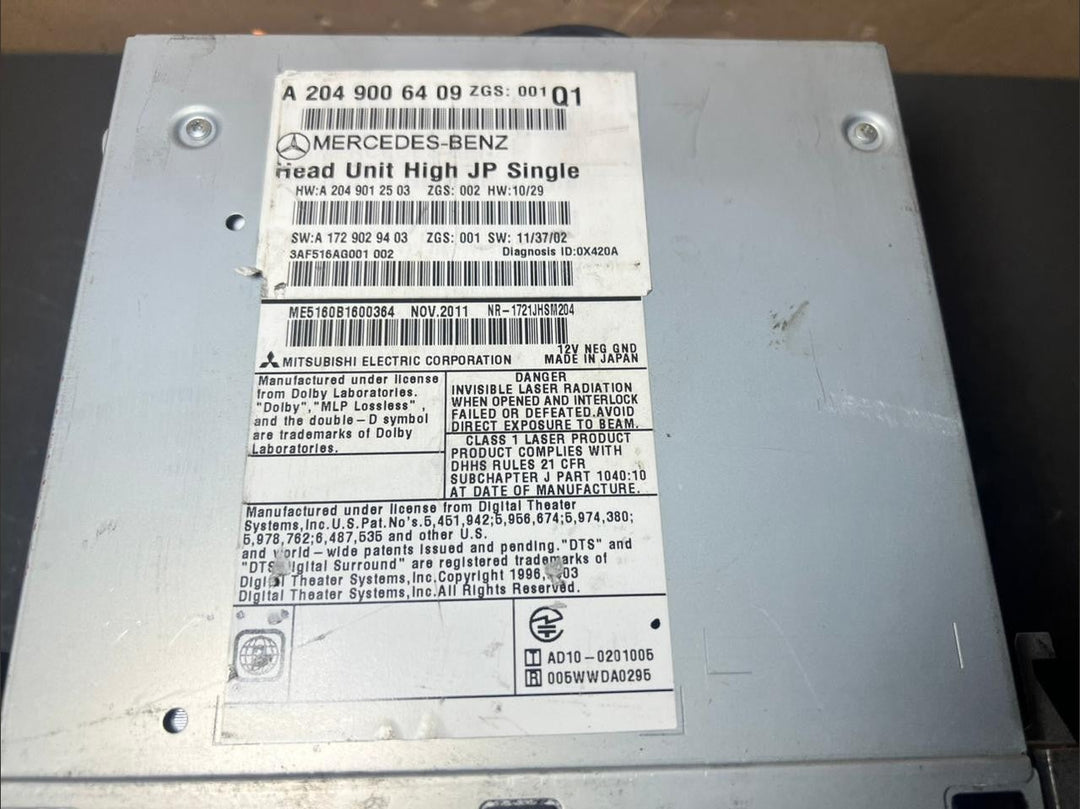 A 204 900 64 09 ZGS: 001 Q1
MERCEDES-BENZ
Head Unit High JP Single
HW:A 204 901 25 03 ZGS: 002 HW:10/29
SW:A 172 902 94 03 ZGS: 001 SW: 11/37/02
3AF516AG001 002 Diagnosis ID:0X420A
ME5160B1600364 NOV.2011 NR-1721JHSM204
12V NEG GND
MITSUBISHI ELECTRIC CORPORATION MADE IN JAPAN
Manufactured under license
from Dolby Laboratories.
"Dolby","MLP Lossless",
and the double-D symbol
are trademarks of Dolby
Laboratories.
DANGER
INVISIBLE LASER RADIATION
WHEN OPENED AND INTERLOCK
FAILED OR DEFEATED.AVOID
DIRECT EXPOSURE TO BEAM.
CLASS 1 LASER PRODUCT
PRODUCT COMPLIES WITH
DHHS RULES 21 CFR
SUBCHAPTER J PART 1040:10
AT DATE OF MANUFACTURE.
Manufactured under license from Digital Theater
Systems,Inc.U.S.Pat.No's.5,451,942;5,956,674;5,974,380;
5,978,762;6,487,535 and other U.S.
and world-wide patents issued and pending."DTS" and
"DTS Digital Surround" are registered trademarks of
Digital Theater Systems,Inc.Copyright 1996, 03
Digital Theater Systems,Inc.All Rights Reserved.
T AD10-0201005
R 005WWDA0295